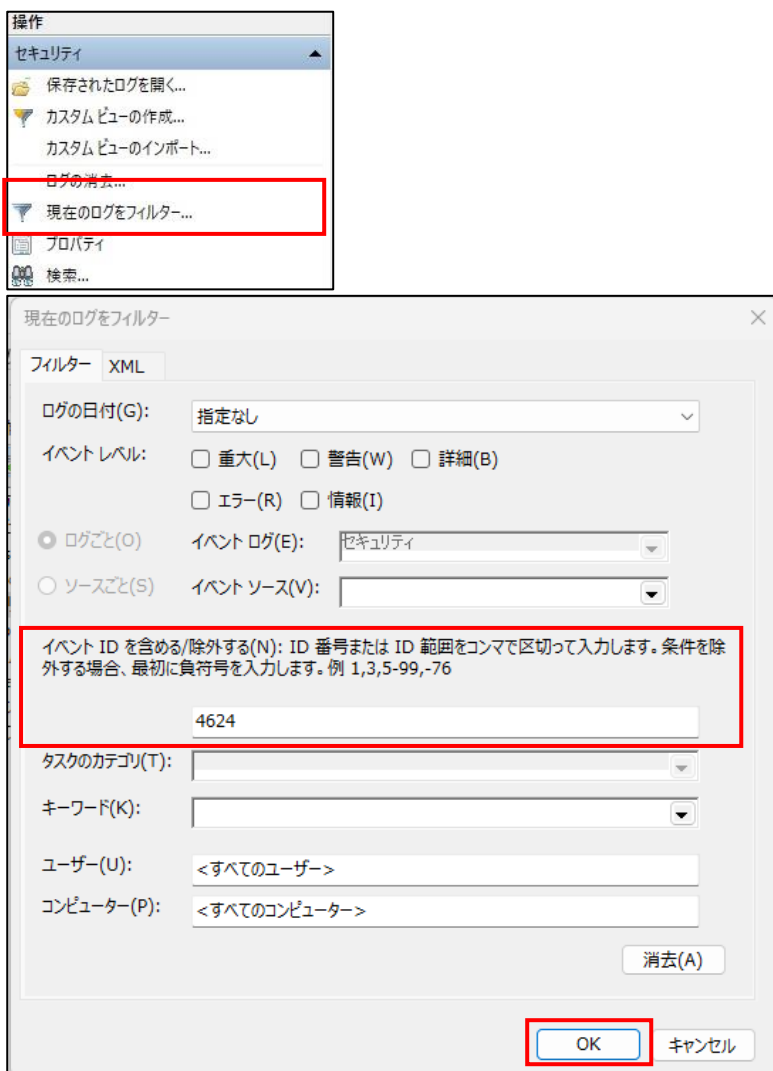 操作
セキュリティ
保存されたログを開く...
カスタム ビューの作成...
カスタム ビューのインポート...
ログの消去...
現在のログをフィルター...
プロパティ
検索...
現在のログをフィルター
フィルター XML
ログの日付(G): 指定なし
イベント レベル: 重大(L) 警告(W) 詳細(B)
エラー(R) 情報(I)
ログごと(O) イベント ログ(E): セキュリティ
ソースごと(S) イベント ソース(V):
イベント ID を含める/除外する(N): ID 番号または ID 範囲をコンマで区切って入力します。条件を除
外する場合、最初に負符号を入力します。例 1,3,5-99,-76
4624
タスクのカテゴリ(T):
キーワード(K):
ユーザー(U): <すべてのユーザー>
コンピューター(P): <すべてのコンピューター>
消去(A)
OK キャンセル